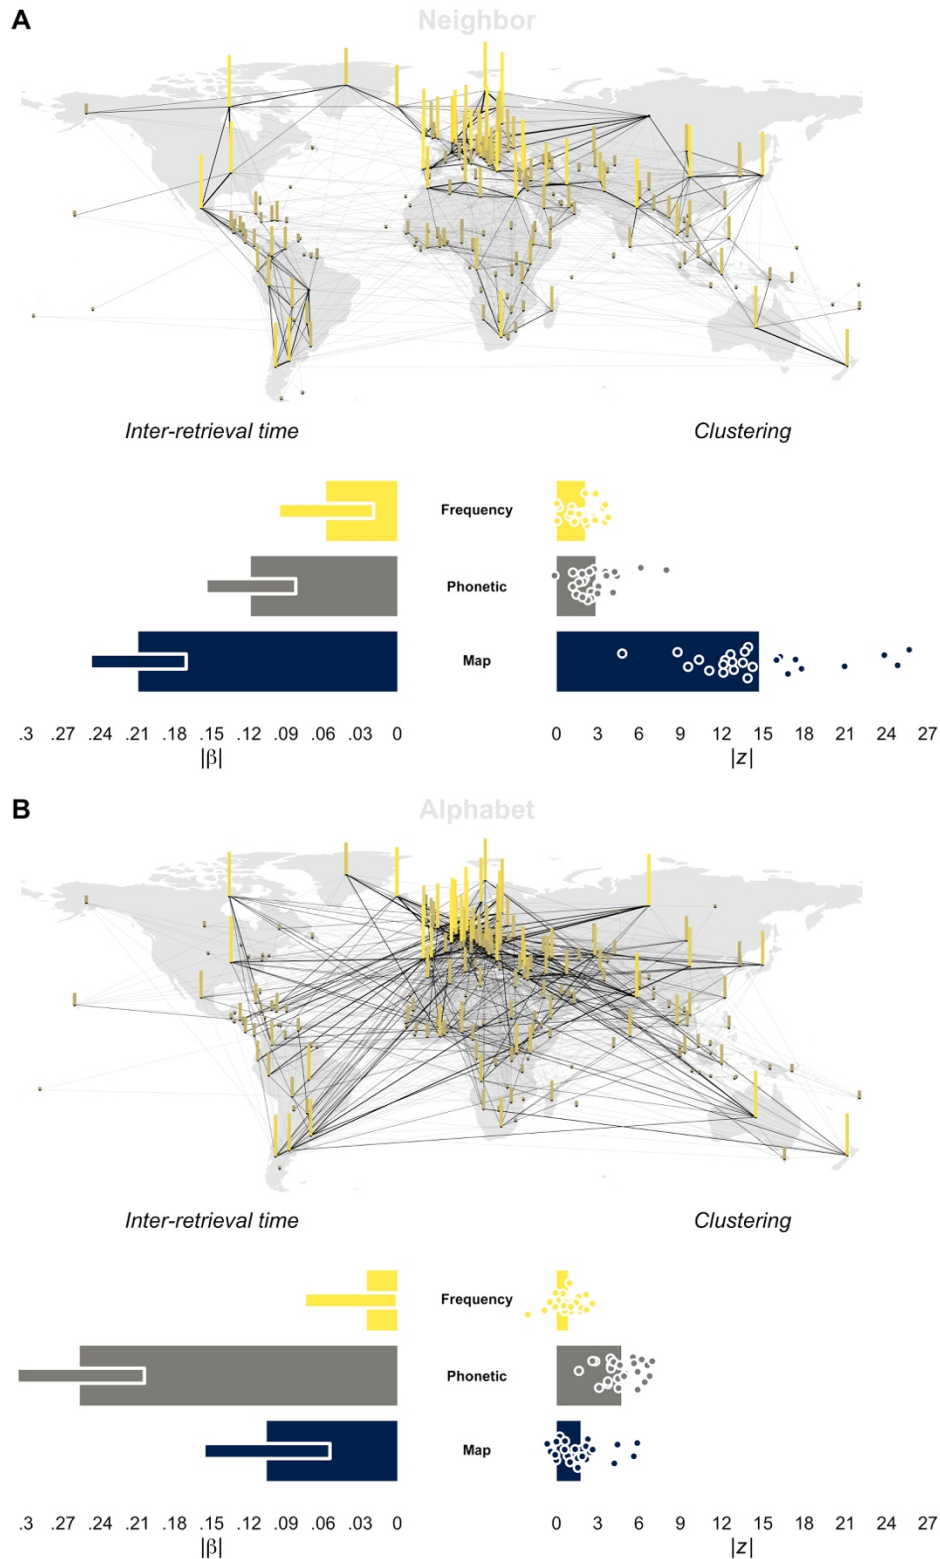 A
Neighbor
Inter-retrieval time
Clustering
Frequency
Phonetic
Map
.3 .27 .24 .21 .18 .15 .12 .09 .06 .03 0
|β|
0 3 6 9 12 15 18 21 24 27
|z|
B
Alphabet
Inter-retrieval time
Clustering
Frequency
Phonetic
Map
.3 .27 .24 .21 .18 .15 .12 .09 .06 .03 0
|β|
0 3 6 9 12 15 18 21 24 27
|z|